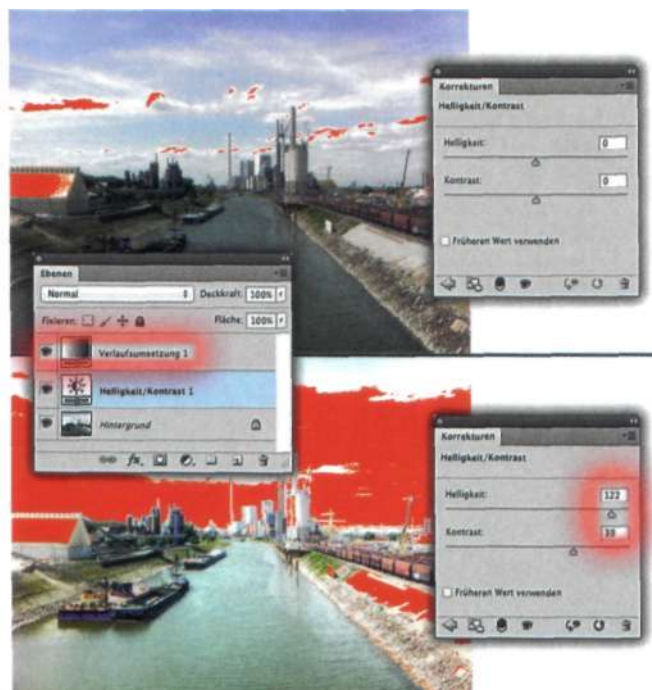 Korrekturen
Helligkeit/Kontrast
Helligkeit: 0
Kontrast: 0
Früheren Wert verwenden
Ebenen
Normal Deckkraft: 100%
Fixieren: Fläche: 100%
Verlaufsumsetzung 1
Helligkeit/Kontrast 1
Hintergrund
fx.
Korrekturen
Helligkeit/Kontrast
Helligkeit: 122
Kontrast: 33
Früheren Wert verwenden